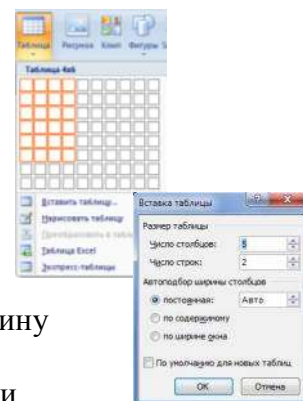 Таблица Рисунок Клип Фигуры S
Таблица 4x6
Вставить таблицу...
Нарисовать таблицу
Преобразовать в табл
Таблица Excel
Экспресс-таблицы
Вставка таблицы
Размер таблицы
Число столбцов: 5
Число строк: 2
Автоподбор ширины столбцов
постоянная: Авто
по содержимому
по ширине окна
По умолчанию для новых таблиц
ОК Отмена
ину
и